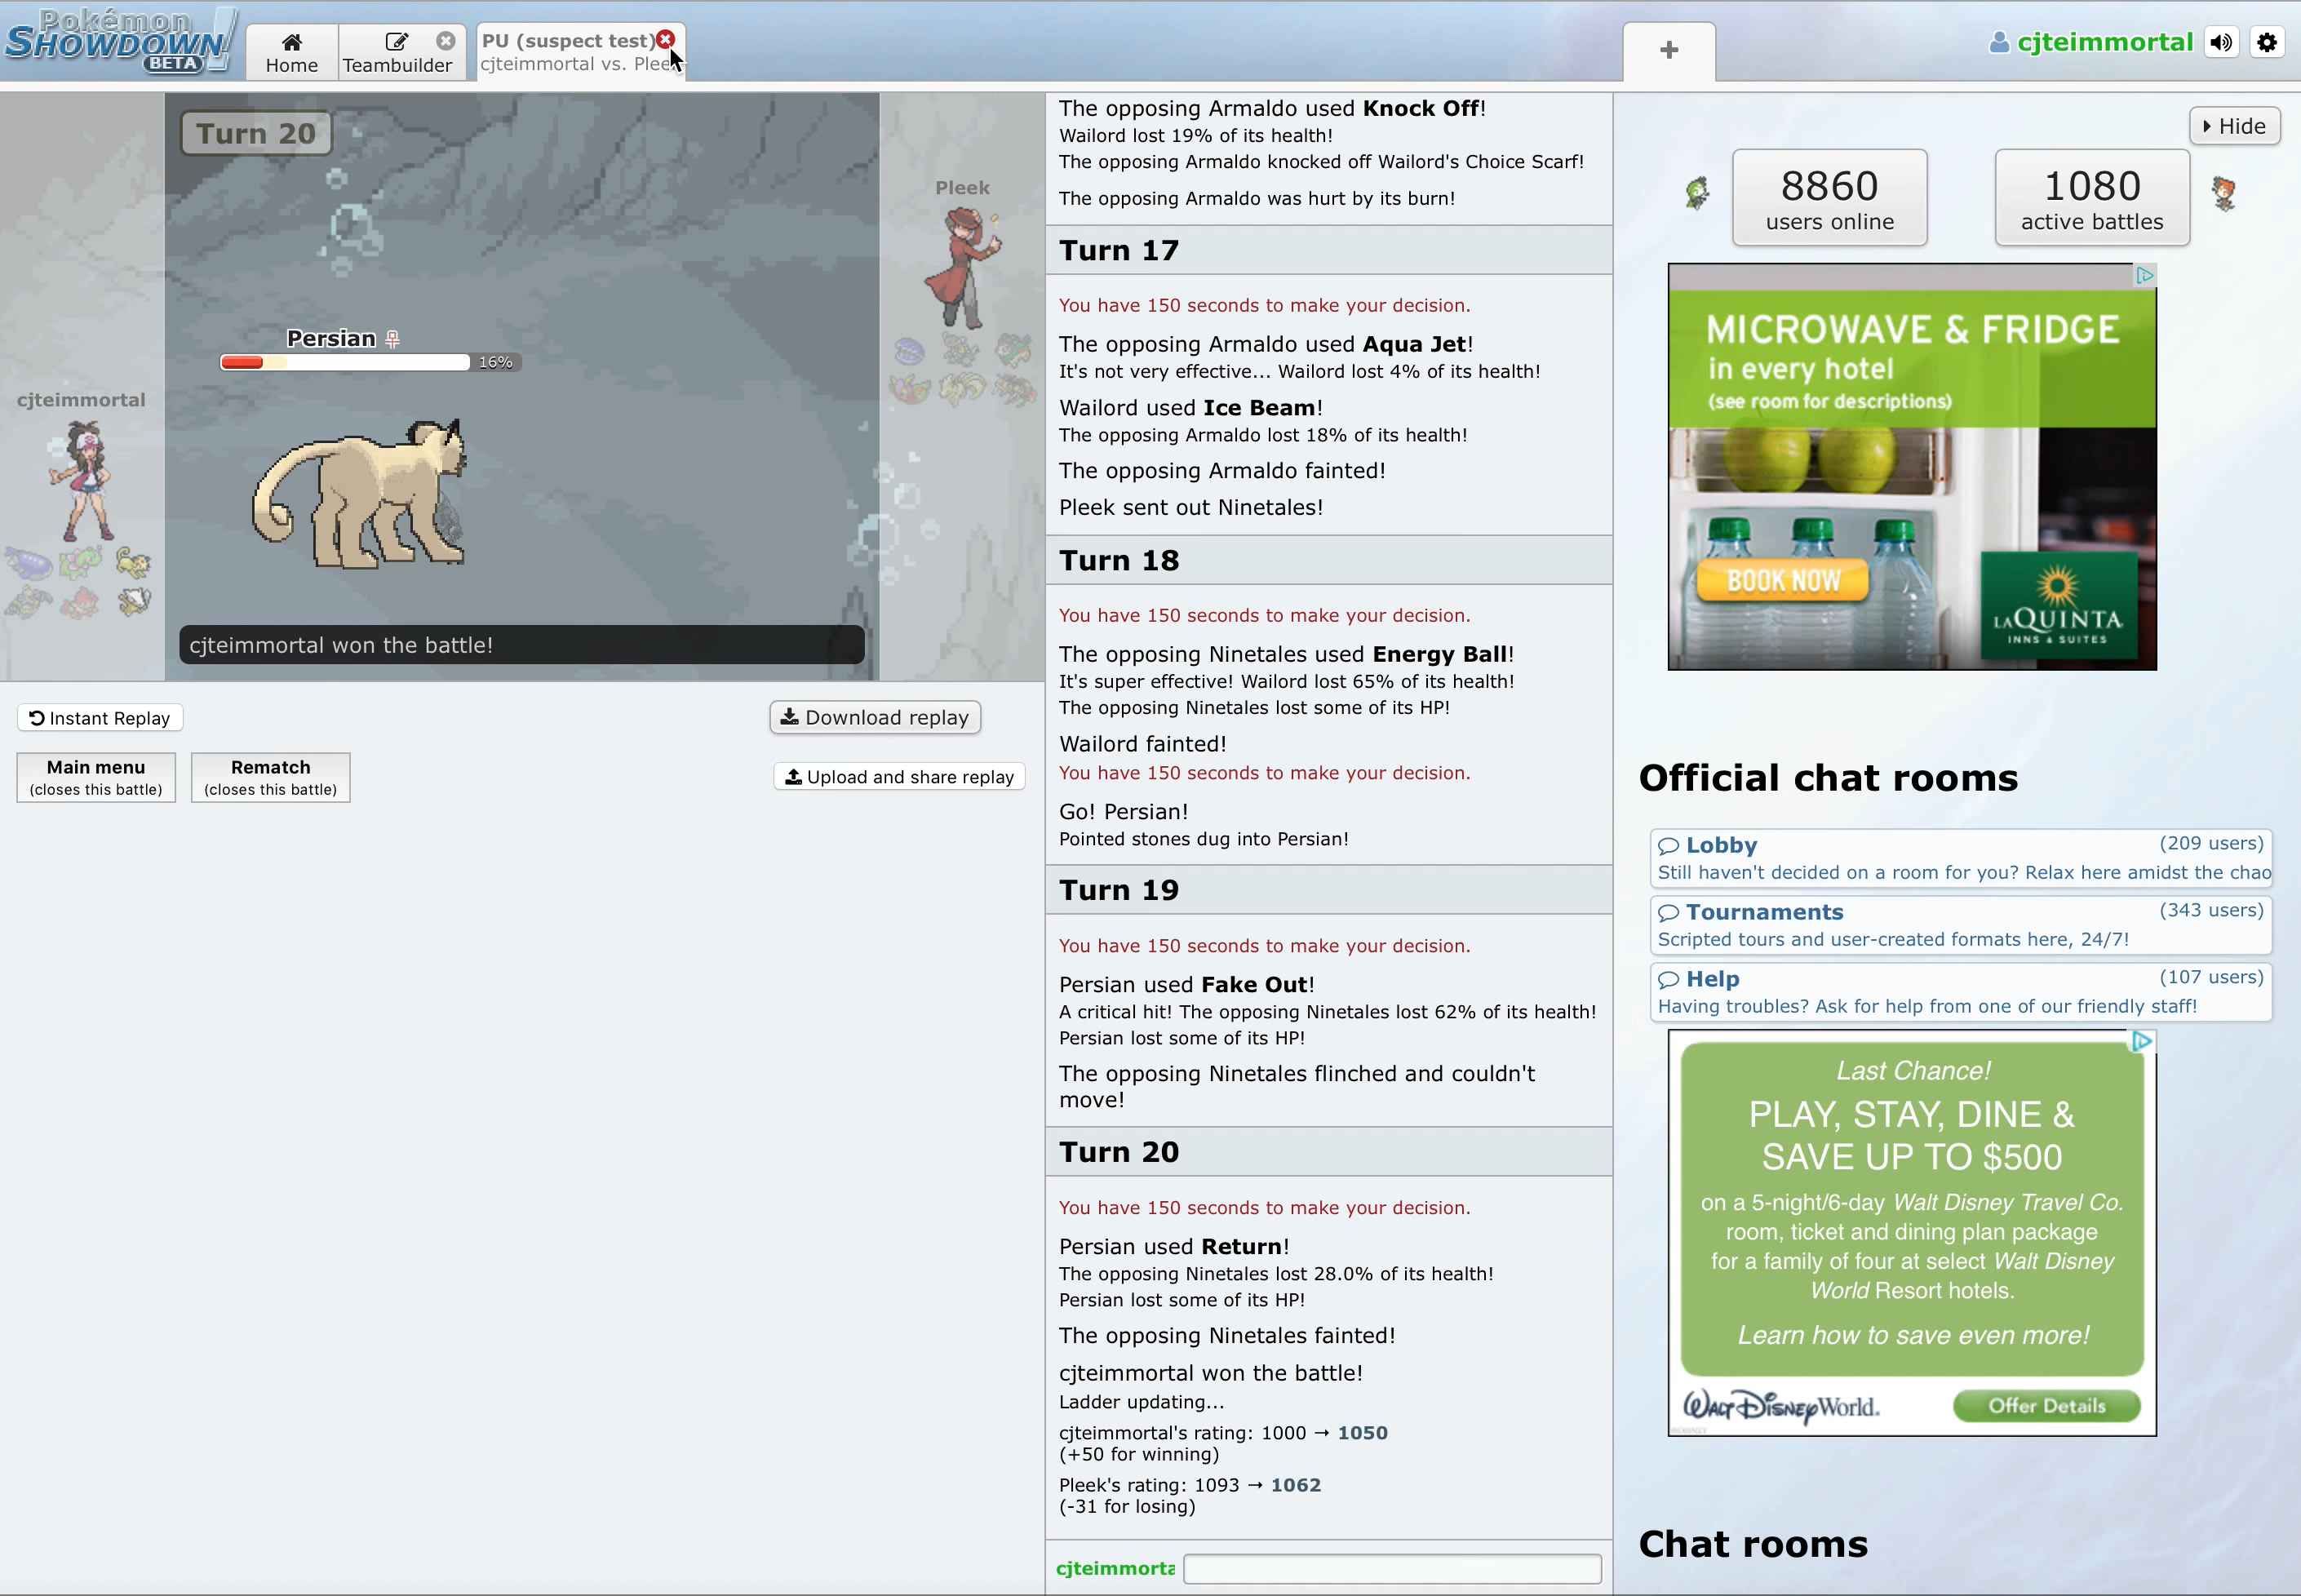 Pokémon
SHOWDOWN!
BETA
Home
Teambuilder
PU (suspect test)
cjteimmortal vs. Plee
cjteimmortal
Turn 20
Pleek
Persian
16%
cjteimmortal
cjteimmortal won the battle!
Instant Replay
Download replay
Main menu
(closes this battle)
Rematch
(closes this battle)
Upload and share replay
The opposing Armaldo used Knock Off!
Wailord lost 19% of its health!
The opposing Armaldo knocked off Wailord's Choice Scarf!
The opposing Armaldo was hurt by its burn!
Turn 17
You have 150 seconds to make your decision.
The opposing Armaldo used Aqua Jet!
It's not very effective... Wailord lost 4% of its health!
Wailord used Ice Beam!
The opposing Armaldo lost 18% of its health!
The opposing Armaldo fainted!
Pleek sent out Ninetales!
Turn 18
You have 150 seconds to make your decision.
The opposing Ninetales used Energy Ball!
It's super effective! Wailord lost 65% of its health!
The opposing Ninetales lost some of its HP!
Wailord fainted!
You have 150 seconds to make your decision.
Go! Persian!
Pointed stones dug into Persian!
Turn 19
You have 150 seconds to make your decision.
Persian used Fake Out!
A critical hit! The opposing Ninetales lost 62% of its health!
Persian lost some of its HP!
The opposing Ninetales flinched and couldn't
move!
Turn 20
You have 150 seconds to make your decision.
Persian used Return!
The opposing Ninetales lost 28.0% of its health!
Persian lost some of its HP!
The opposing Ninetales fainted!
cjteimmortal won the battle!
Ladder updating...
cjteimmortal's rating: 1000 → 1050
(+50 for winning)
Pleek's rating: 1093 → 1062
(-31 for losing)
cjteimmorta
Hide
8860
users online
1080
active battles
MICROWAVE & FRIDGE
in every hotel
(see room for descriptions)
BOOK NOW
LAQUINTA
INNS & SUITES
Official chat rooms
Lobby
(209 users)
Still haven't decided on a room for you? Relax here amidst the chao
Tournaments
(343 users)
Scripted tours and user-created formats here, 24/7!
Help
(107 users)
Having troubles? Ask for help from one of our friendly staff!
Last Chance!
PLAY, STAY, DINE &
SAVE UP TO $500
on a 5-night/6-day Walt Disney Travel Co.
room, ticket and dining plan package
for a family of four at select Walt Disney
World Resort hotels.
Learn how to save even more!
WALT DISNEY World.
Offer Details
Chat rooms